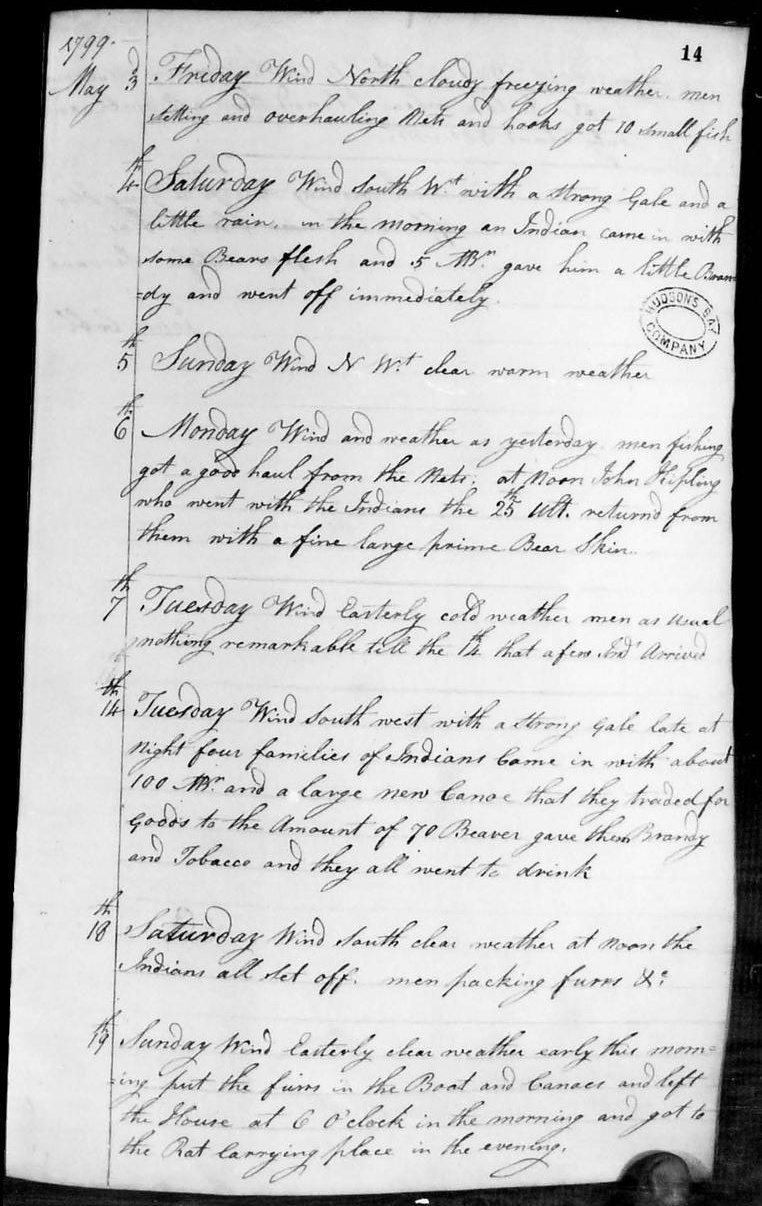 14
1799.
May 3d Friday Wind North cloudy freezing weather. men
setting and overhauling Nets and hooks got 10 small fish
4th Saturday Wind South Wt with a strong Gale and a
little rain. in the morning an Indian came in with
some Bears flesh and 5 MBr gave him a little Bran=
=dy and went off immediately.
HUDSON'S BAY
COMPANY
5th Sunday Wind N Wt clear warm weather
6th Monday Wind and weather as yesterday. men fishing
got a good haul from the Nets. at Noon John Kipling
who went with the Indians the 25th Ult. returnd from
them with a fine large prime Bear Skin.
7th Tuesday Wind Easterly cold weather men as usual
nothing remarkable till the 14th that a few Inds Arrived
14th Tuesday Wind South west with a strong Gale late at
Night four families of Indians Came in with about
100 MBr and a large new Canoe that they traded for
Goods to the Amount of 70 Beaver gave them Brandy
and Tobacco and they all went to drink
18th Saturday Wind South clear weather at Noon the
Indians all set off. men packing furrs &c
19th Sunday Wind Easterly clear weather early this morn=
=ing put the furrs in the Boat and Canoes and left
the House at 6 O'clock in the morning and got to
the Rat Carrying place in the evening.